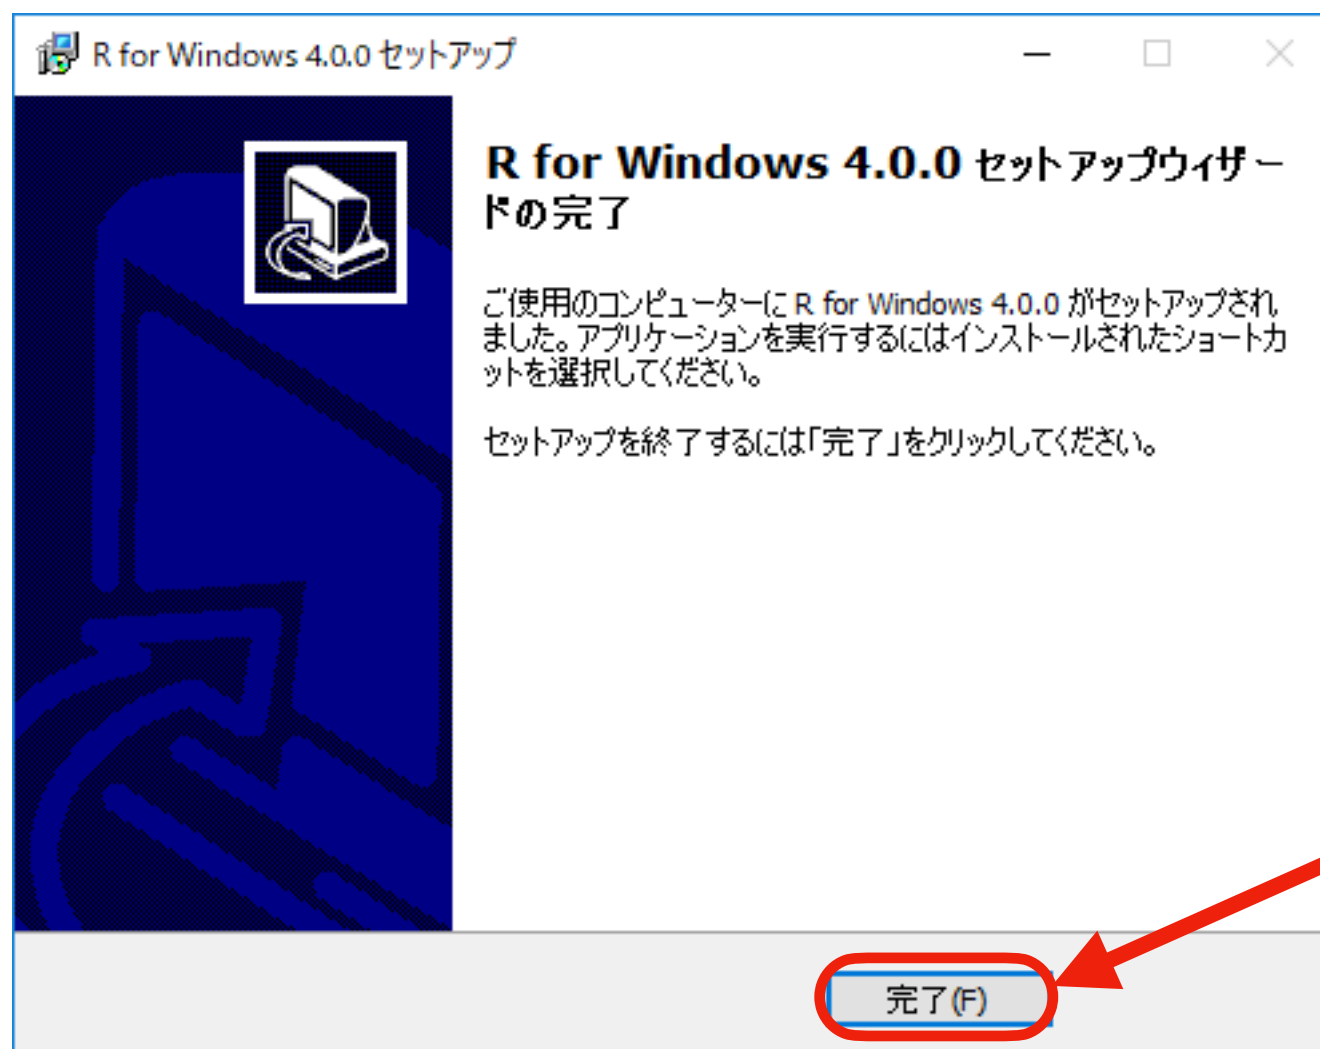 R for Windows 4.0.0 セットアップ
R for Windows 4.0.0 セットアップウィザー
ドの完了
ご使用のコンピューターに R for Windows 4.0.0 がセットアップされ
ました。アプリケーションを実行するにはインストールされたショートカ
ットを選択してください。
セットアップを終了するには「完了」をクリックしてください。
完了(F)